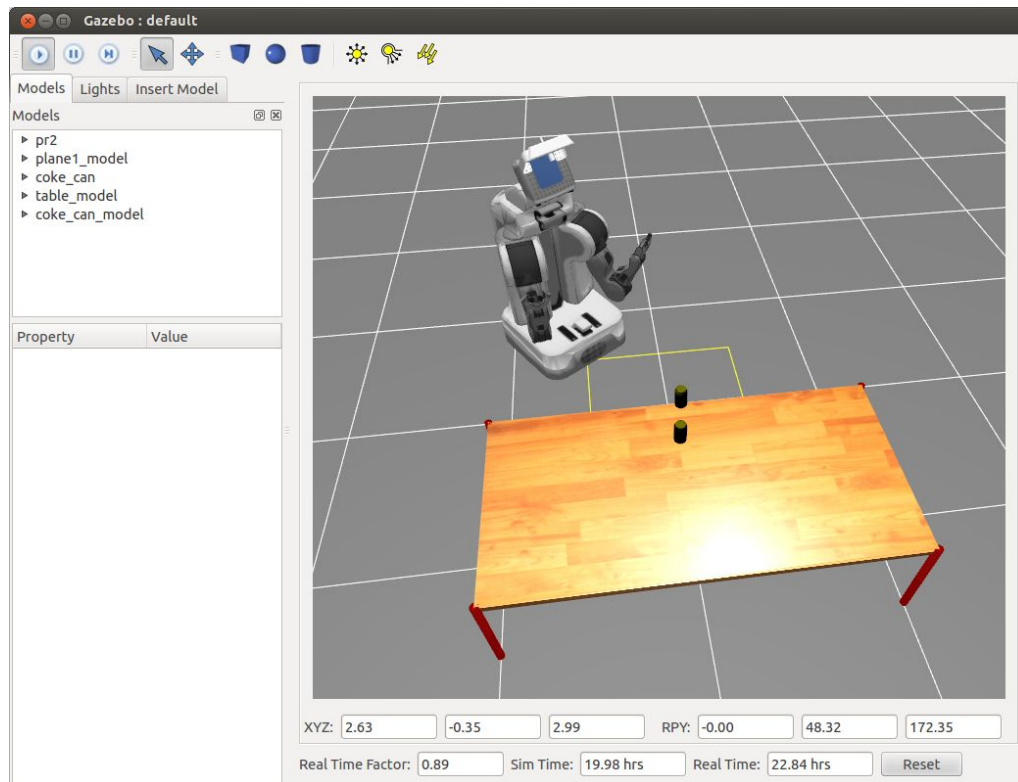 Gazebo : default
Models Lights Insert Model
Models
pr2
plane1_model
coke_can
table_model
coke_can_model
Property Value
XYZ: 2.63 -0.35 2.99 RPY: -0.00 48.32 172.35
Real Time Factor: 0.89 Sim Time: 19.98 hrs Real Time: 22.84 hrs Reset